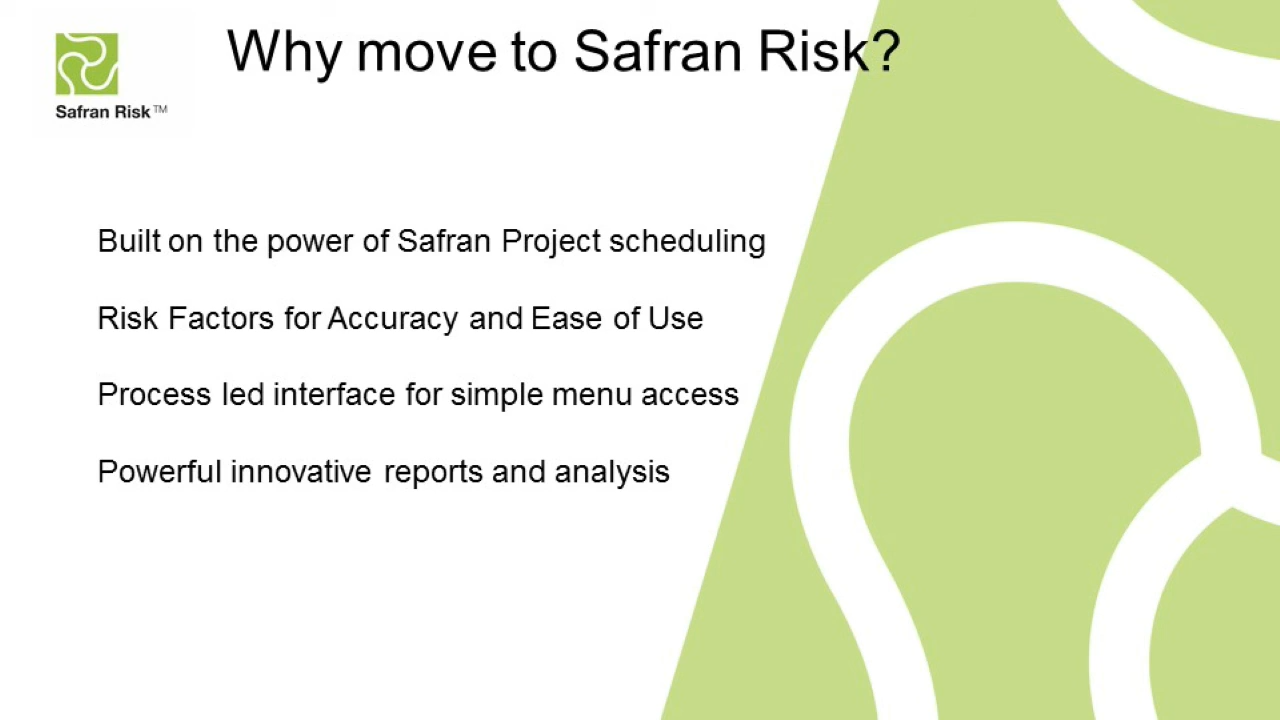 Why move to Safran Risk?
Safran Risk™
Built on the power of Safran Project scheduling
Risk Factors for Accuracy and Ease of Use
Process led interface for simple menu access
Powerful innovative reports and analysis